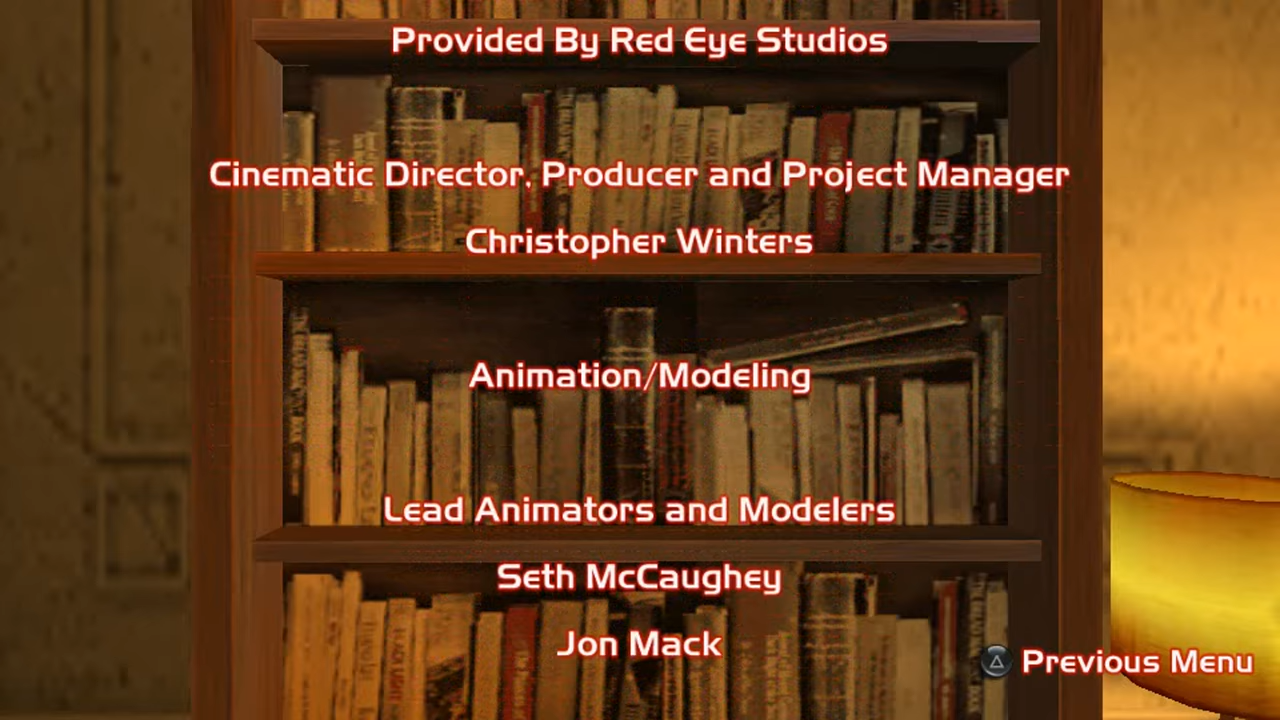 Provided By Red Eye Studios
Cinematic Director, Producer and Project Manager
Christopher Winters
Animation/Modeling
Lead Animators and Modelers
Seth McCaughey
Jon Mack
Previous Menu